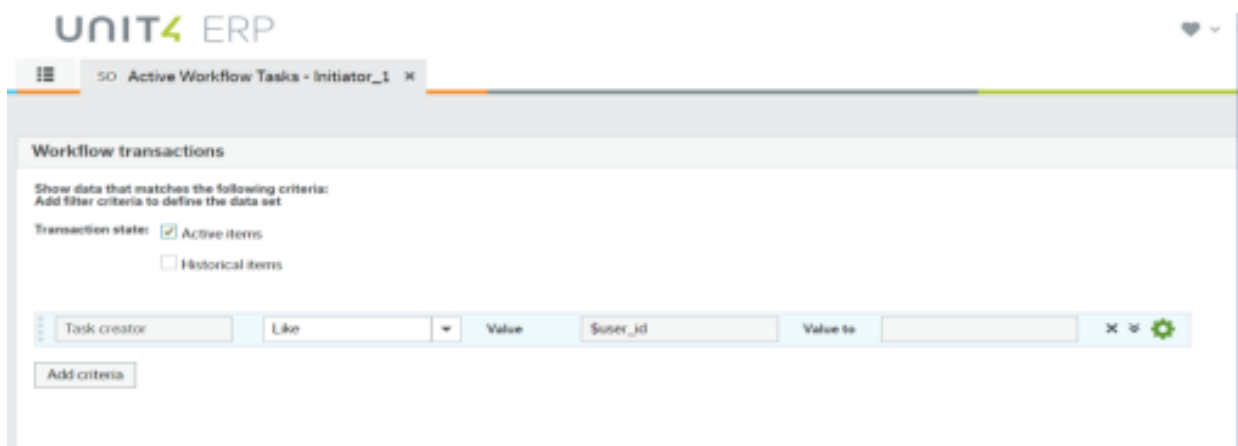 UNIT4 ERP
SO Active Workflow Tasks - Initiator_1 ×
Workflow transactions
Show data that matches the following criteria:
Add filter criteria to define the data set
Transaction state: Active items
Historical items
Task creator Like Value $user_id Value to
Add criteria